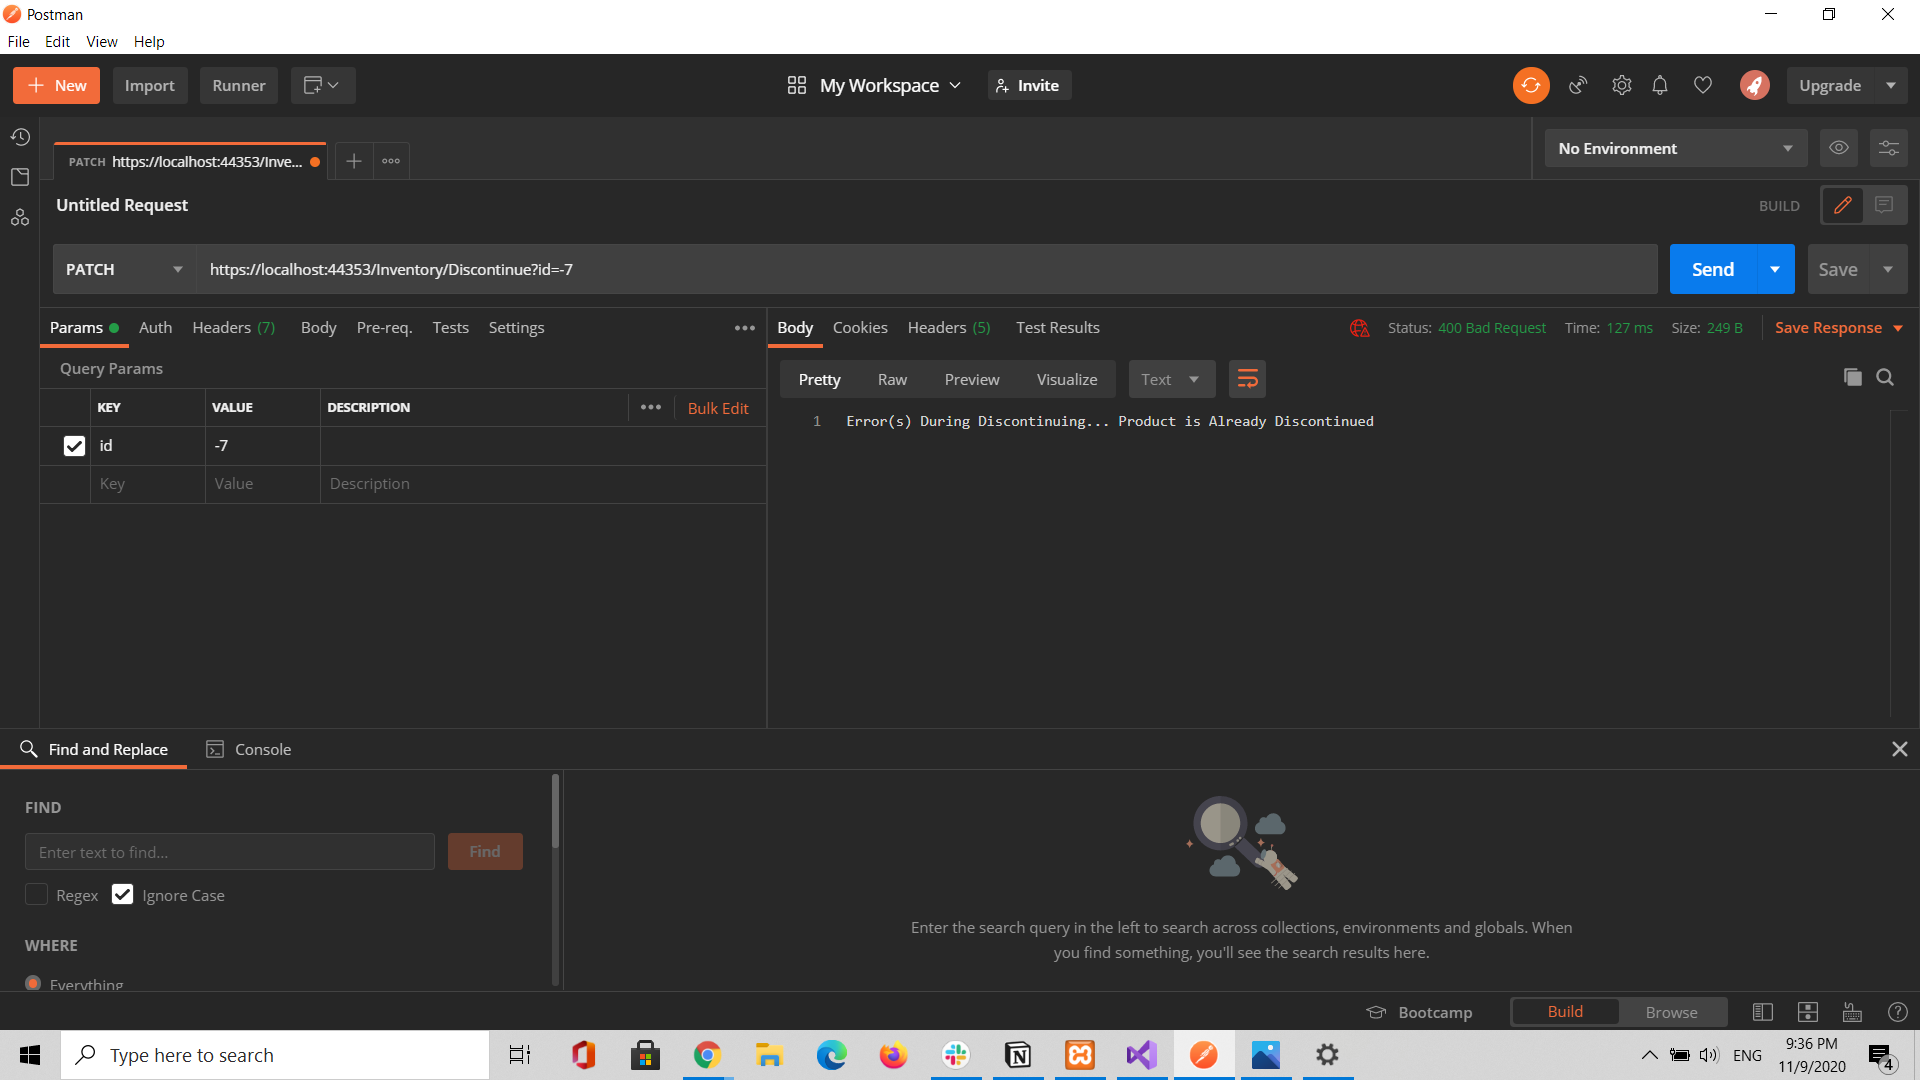 Postman
File Edit View Help
New Import Runner My Workspace Invite Upgrade
PATCH https://localhost:44353/Inve... No Environment
Untitled Request BUILD
PATCH https://localhost:44353/Inventory/Discontinue?id=-7 Send Save
Params Auth Headers (7) Body Pre-req. Tests Settings
Body Cookies Headers (5) Test Results Status: 400 Bad Request Time: 127 ms Size: 249 B Save Response
Query Params
Pretty Raw Preview Visualize Text
KEY VALUE DESCRIPTION Bulk Edit
1 Error(s) During Discontinuing... Product is Already Discontinued
id -7
Key Value Description
Find and Replace Console
FIND
Enter text to find... Find
Regex Ignore Case
WHERE
Everything
Enter the search query in the left to search across collections, environments and globals. When
you find something, you'll see the search results here.
Bootcamp Build Browse
Type here to search
ENG
9:36 PM
11/9/2020
4